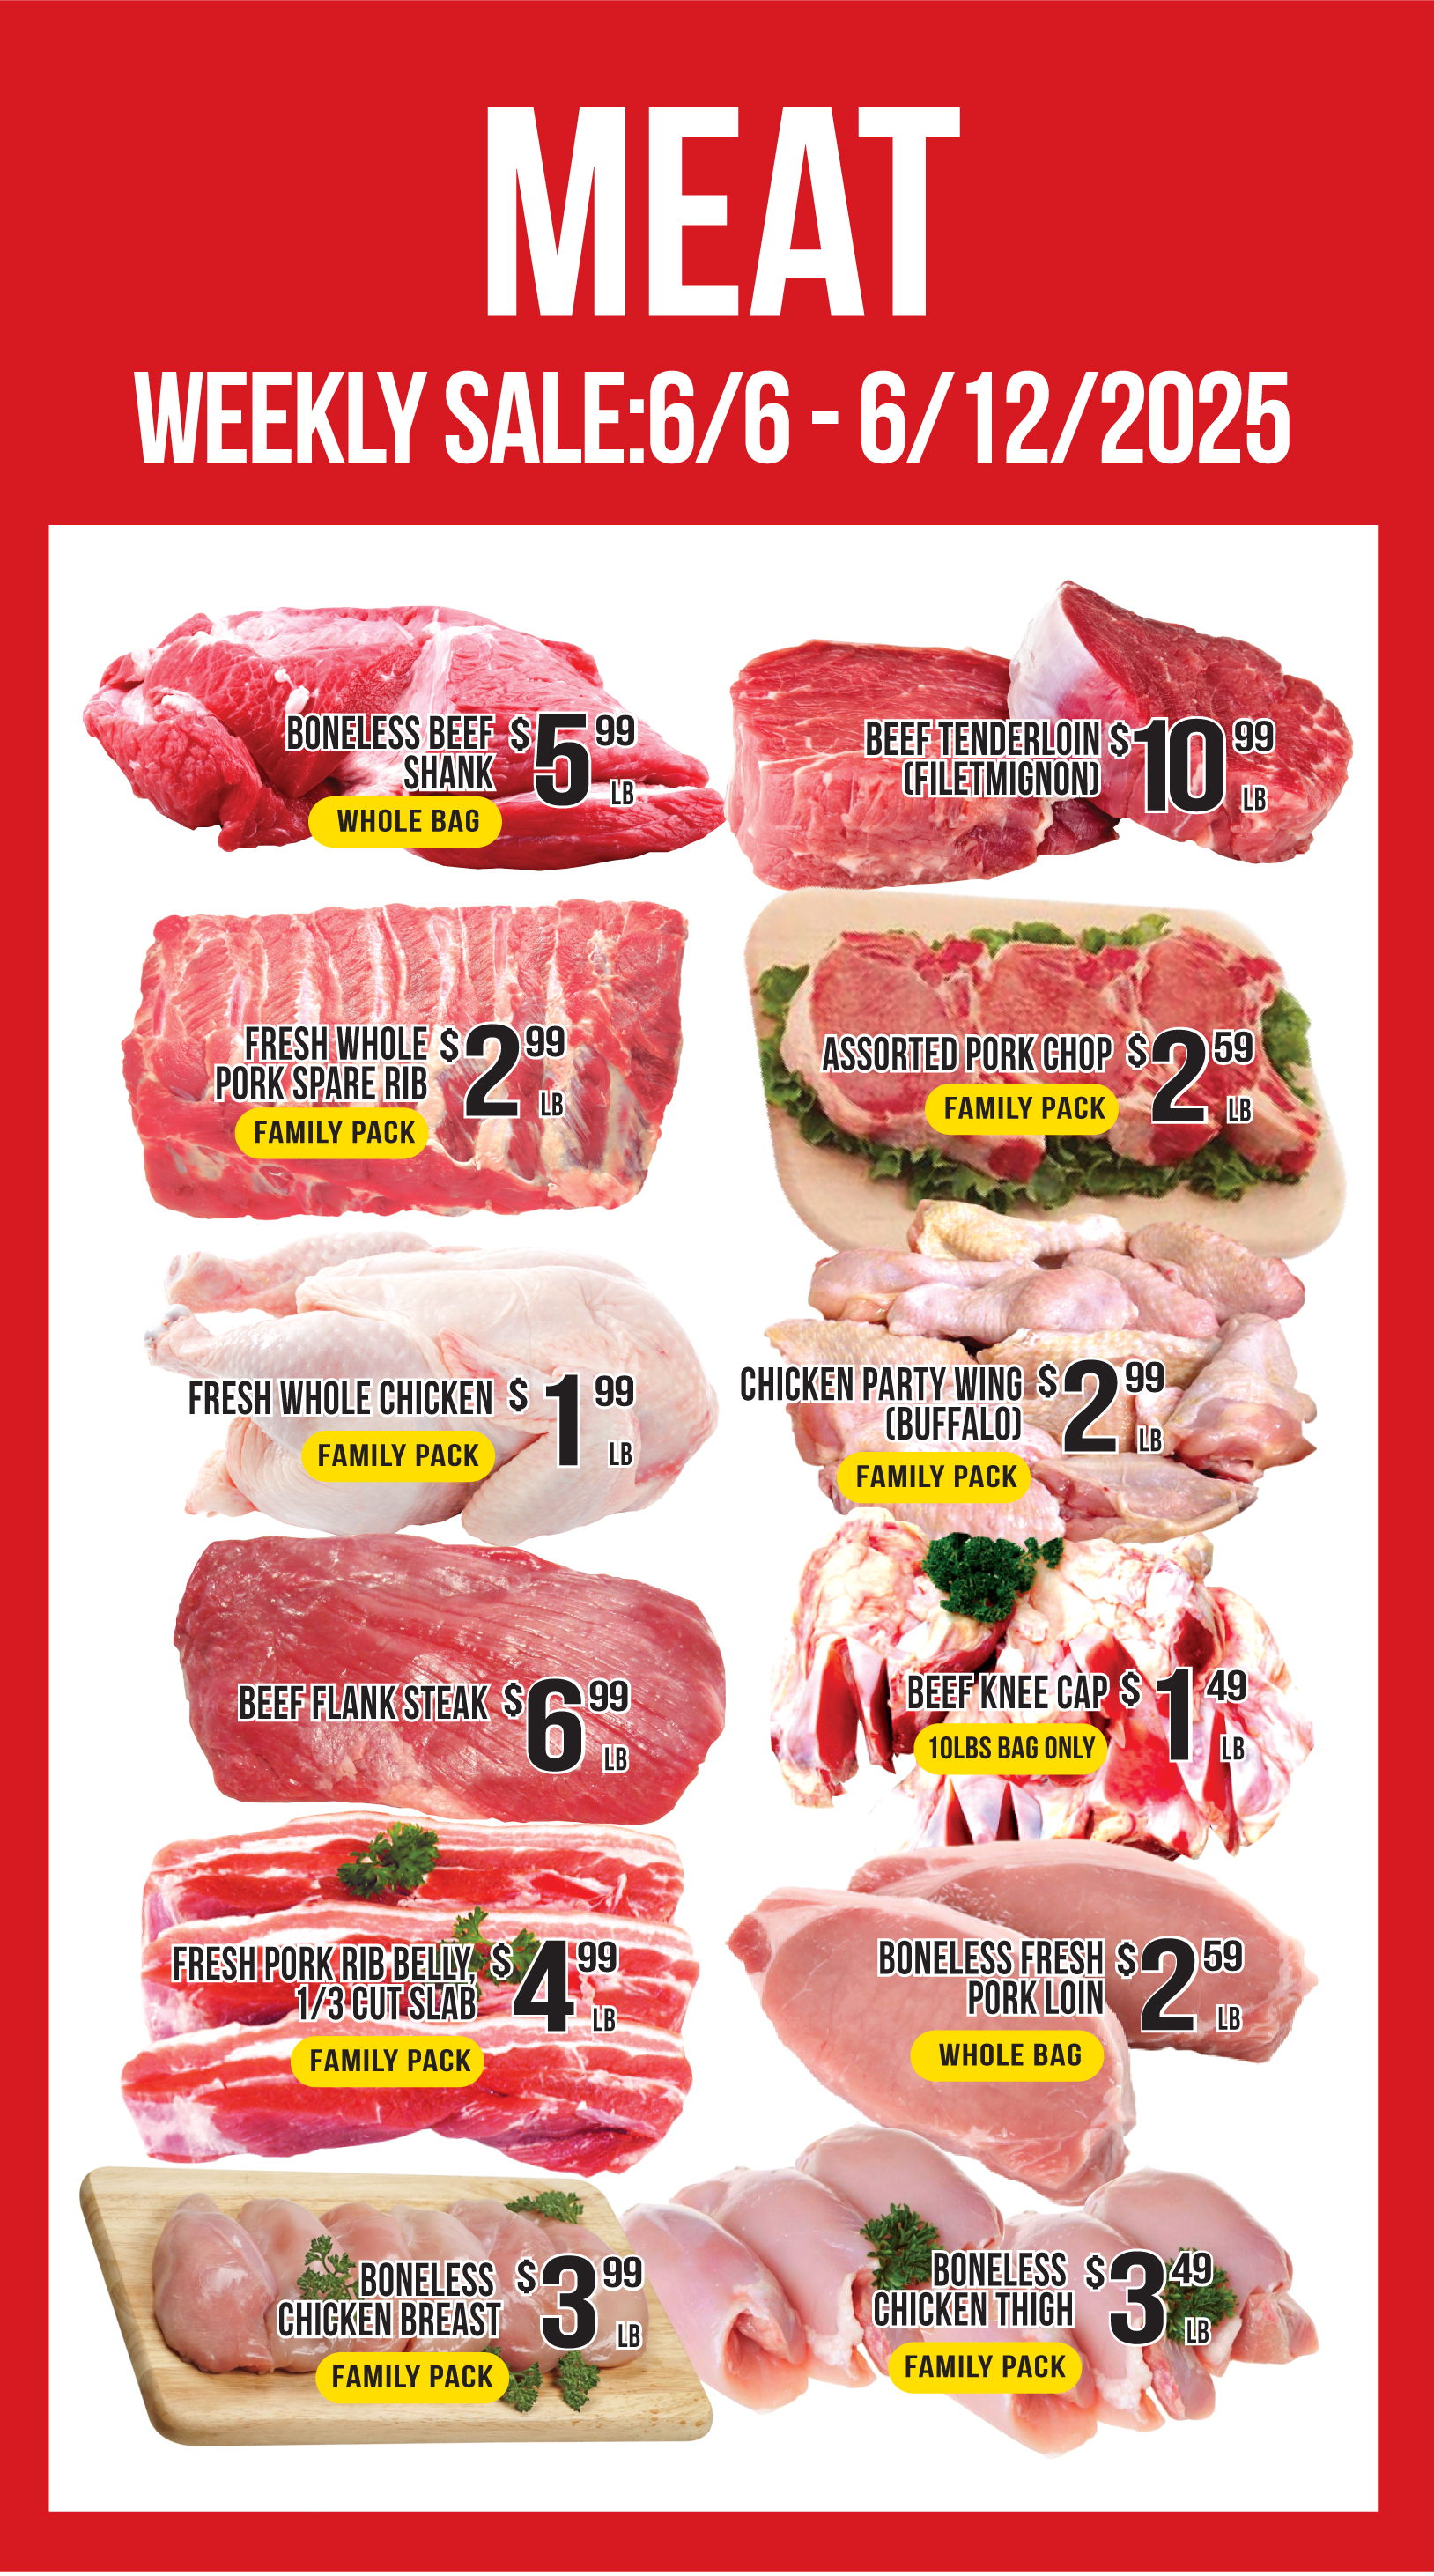 MEAT
WEEKLY SALE:6/6 - 6/12/2025
BONELESS BEEF
SHANK
$5 99
LB
WHOLE BAG
BEEF TENDERLOIN
(FILETMIGNON)
$10 99
LB
FRESH WHOLE
PORK SPARE RIB
$2 99
LB
FAMILY PACK
ASSORTED PORK CHOP
$2 59
LB
FAMILY PACK
FRESH WHOLE CHICKEN
$1 99
LB
FAMILY PACK
CHICKEN PARTY WING
(BUFFALO)
$2 99
LB
FAMILY PACK
BEEF FLANK STEAK
$6 99
LB
BEEF KNEE CAP
$1 49
LB
10LBS BAG ONLY
FRESH PORK RIB BELLY,
1/3 CUT SLAB
$4 99
LB
FAMILY PACK
BONELESS FRESH
PORK LOIN
$2 59
LB
WHOLE BAG
BONELESS
CHICKEN BREAST
$3 99
LB
FAMILY PACK
BONELESS
CHICKEN THIGH
$3 49
LB
FAMILY PACK